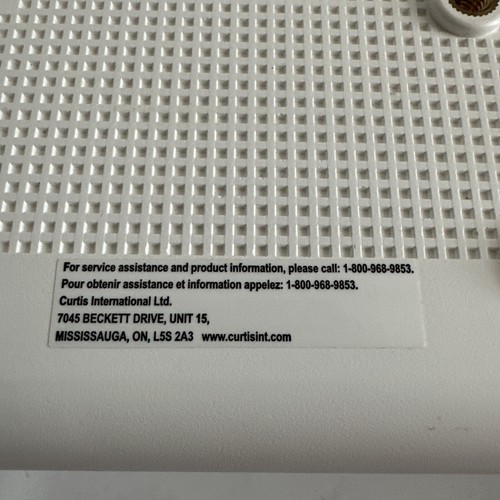 For service assistance and product information, please call: 1-800-968-9853.
Pour obtenir assistance et information appelez: 1-800-968-9853.
Curtis International Ltd.
7045 BECKETT DRIVE, UNIT 15,
MISSISSAUGA, ON, L5S 2A3 www.curtisint.com